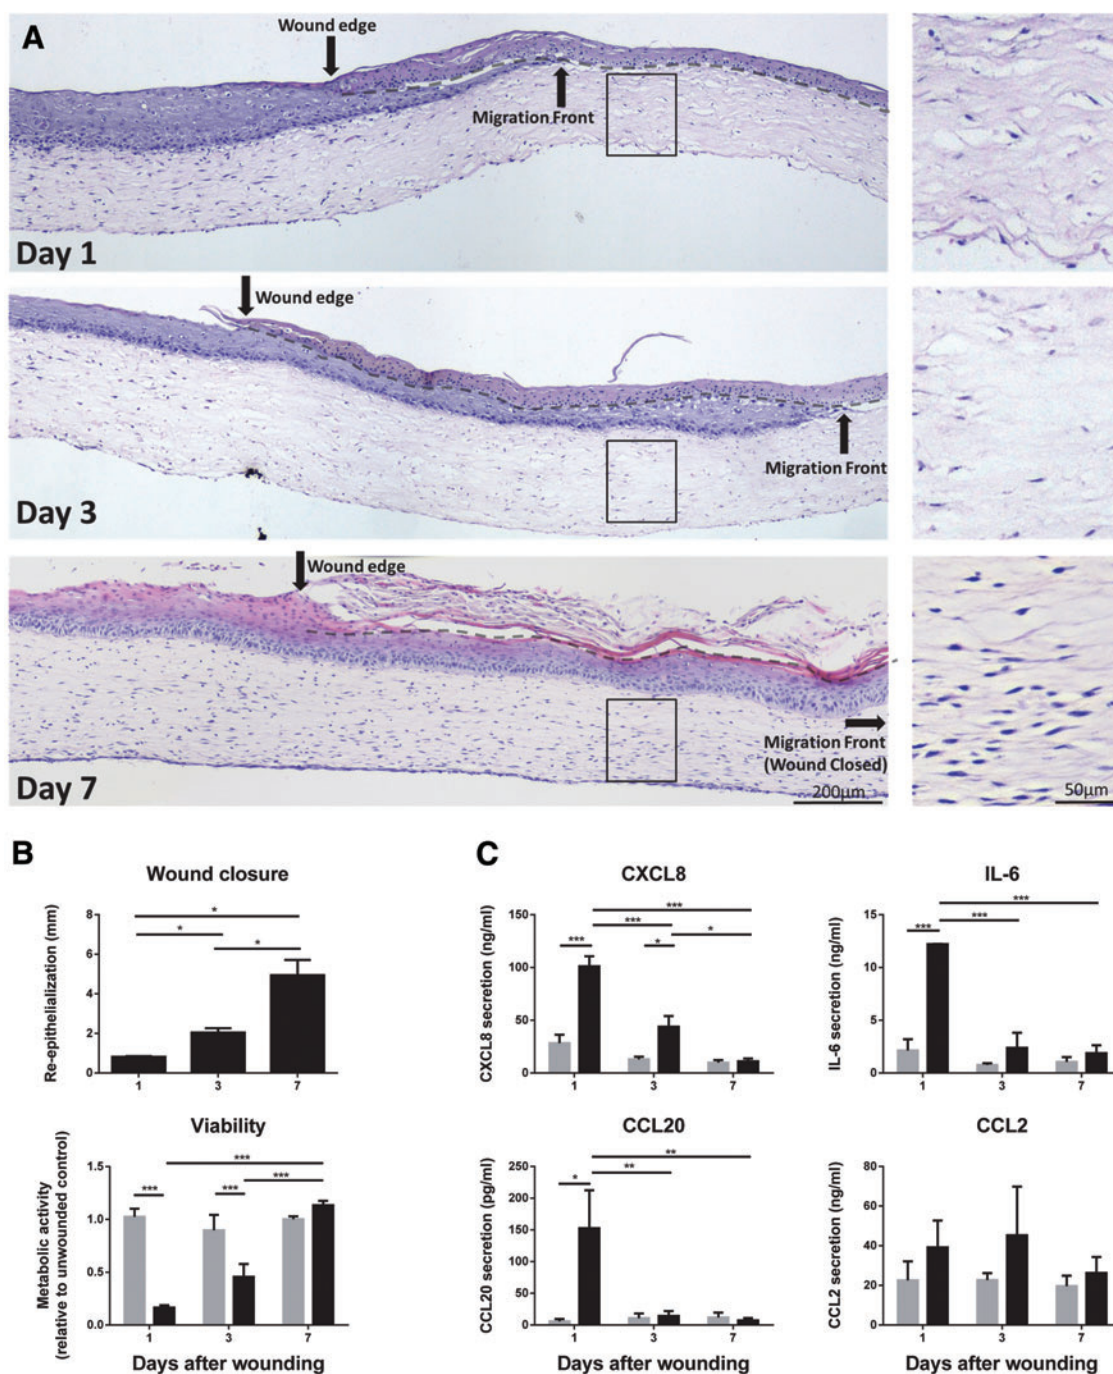 A
Wound edge
Migration Front
Day 1
Wound edge
Migration Front
Day 3
Wound edge
Migration Front
(Wound Closed)
Day 7
200µm
50µm
B
Wound closure
Re-epithelialization (mm)
8
6
4
2
0
*
*
*
1 3 7
Viability
Metabolic activity
(relative to unwounded control)
1.5
1.0
0.5
0.0
***
***
***
***
1 3 7
Days after wounding
C
CXCL8
CXCL8 secretion (ng/ml)
150
100
50
0
***
***
*
***
*
1 3 7
IL-6
IL-6 secretion (ng/ml)
15
10
5
0
***
***
***
1 3 7
CCL20
CCL20 secretion (pg/ml)
250
200
150
100
50
0
**
**
*
1 3 7
Days after wounding
CCL2
CCL2 secretion (ng/ml)
80
60
40
20
0
1 3 7
Days after wounding